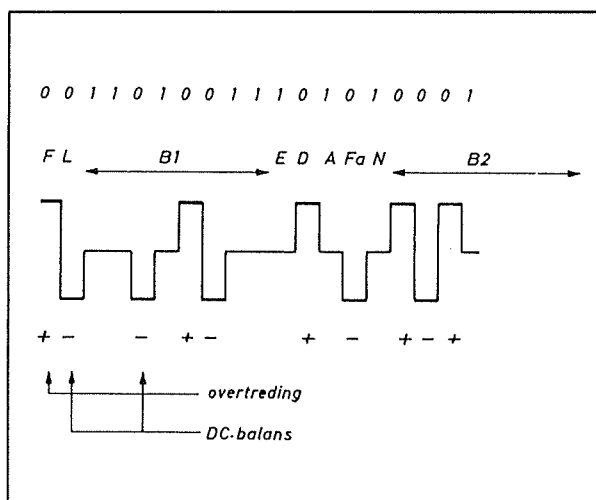 0 0 1 1 0 1 0 0 1 1 1 0 1 0 1 0 0 0 1
F L B1 E D A Fa N B2
+ - - + - + - + - +
overtreding
DC-balans